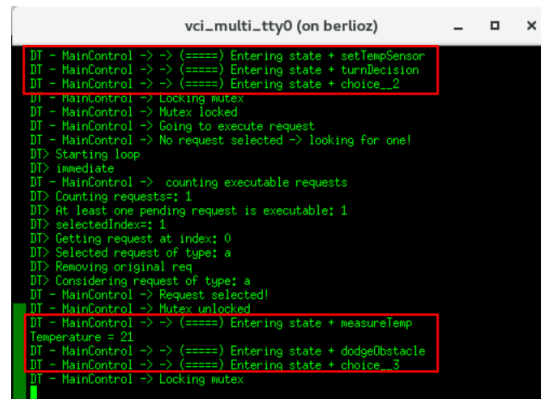 vci_multi_tty0 (on berlioz)
DT - MainControl -> -> (=====) Entering state + setTempSensor
DT - MainControl -> -> (=====) Entering state + turnDecision
DT - MainControl -> -> (=====) Entering state + choice__2
DT - MainControl -> Locking mutex
DT - MainControl -> Mutex locked
DT - MainControl -> Going to execute request
DT - MainControl -> No request selected -> looking for one!
DT> Starting loop
DT> immediate
DT - MainControl ->  counting executable requests
DT> Counting requests=: 1
DT> At least one pending request is executable: 1
DT> selectedIndex=: 1
DT> Getting request at index: 0
DT> Selected request of type: a
DT> Removing original req
DT> Considering request of type: a
DT - MainControl -> Request selected!
DT - MainControl -> Mutex unlocked
DT - MainControl -> -> (=====) Entering state + measureTemp
Temperature = 21
DT - MainControl -> -> (=====) Entering state + dodgeObstacle
DT - MainControl -> -> (=====) Entering state + choice__3
DT - MainControl -> Locking mutex